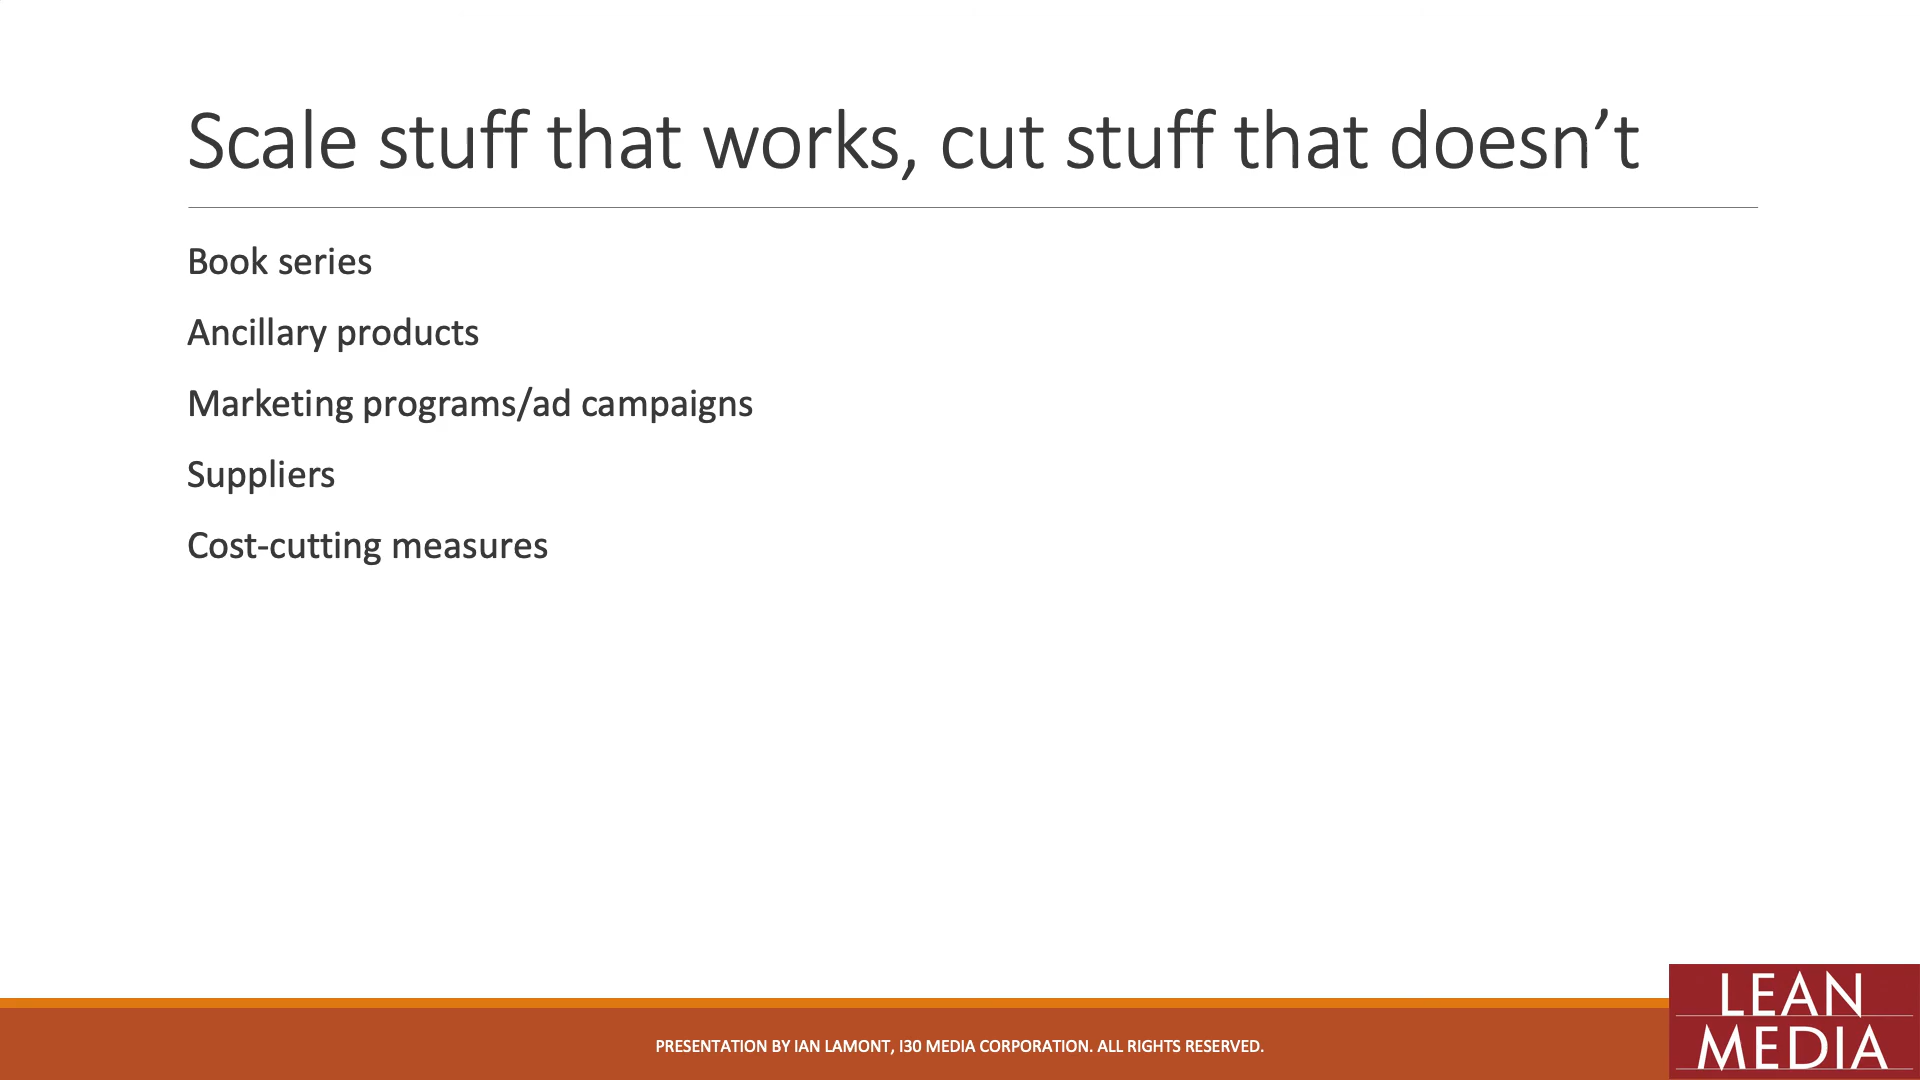 Scale stuff that works, cut stuff that doesn’t
Book series
Ancillary products
Marketing programs/ad campaigns
Suppliers
Cost-cutting measures
PRESENTATION BY IAN LAMONT, I30 MEDIA CORPORATION. ALL RIGHTS RESERVED.
LEAN
MEDIA